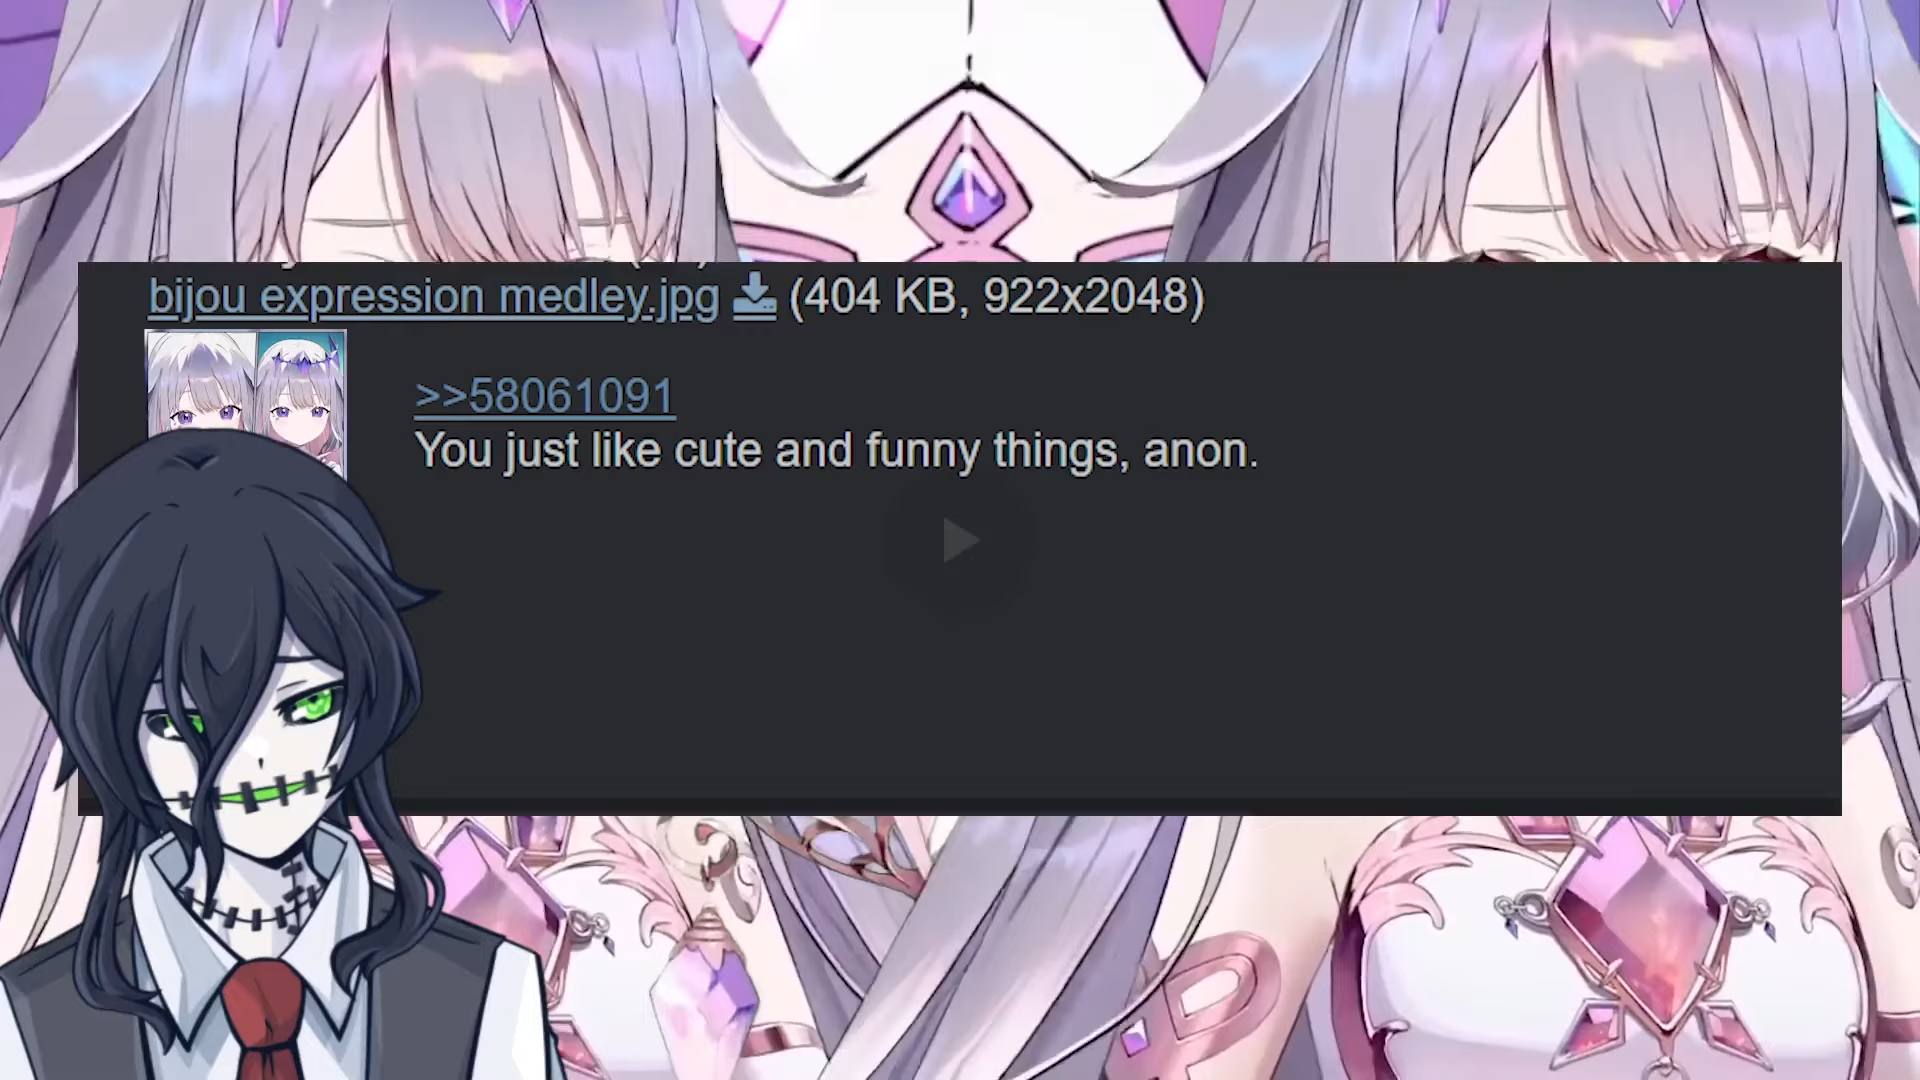 bijou expression medley.jpg (404 KB, 922x2048)
>>58061091
You just like cute and funny things, anon.